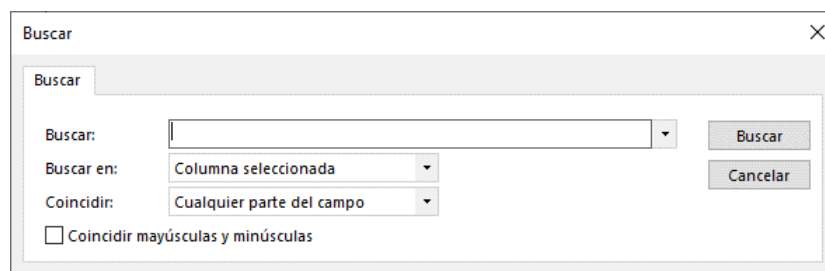 Buscar
Buscar
Buscar:
Buscar
Buscar en: Columna seleccionada
Cancelar
Coincidir: Cualquier parte del campo
Coincidir mayúsculas y minúsculas